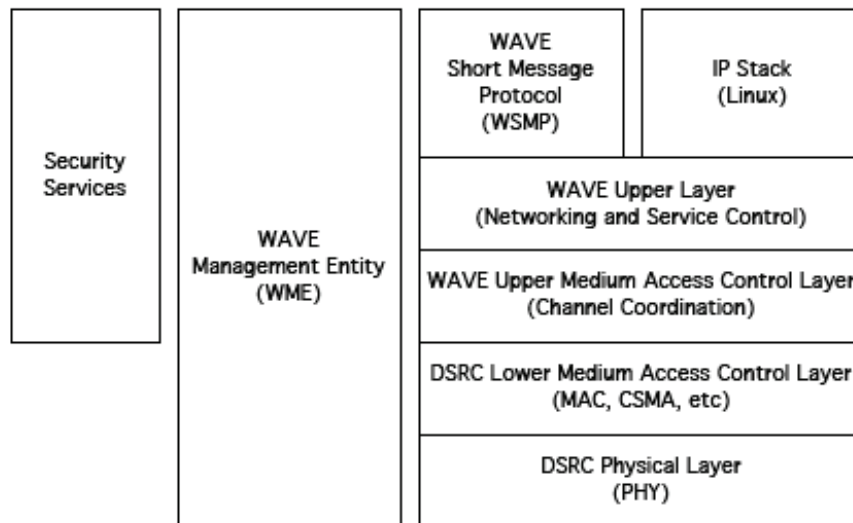 Security
Services
WAVE
Management Entity
(WME)
WAVE
Short Message
Protocol
(WSMP)
IP Stack
(Linux)
WAVE Upper Layer
(Networking and Service Control)
WAVE Upper Medium Access Control Layer
(Channel Coordination)
DSRC Lower Medium Access Control Layer
(MAC, CSMA, etc)
DSRC Physical Layer
(PHY)